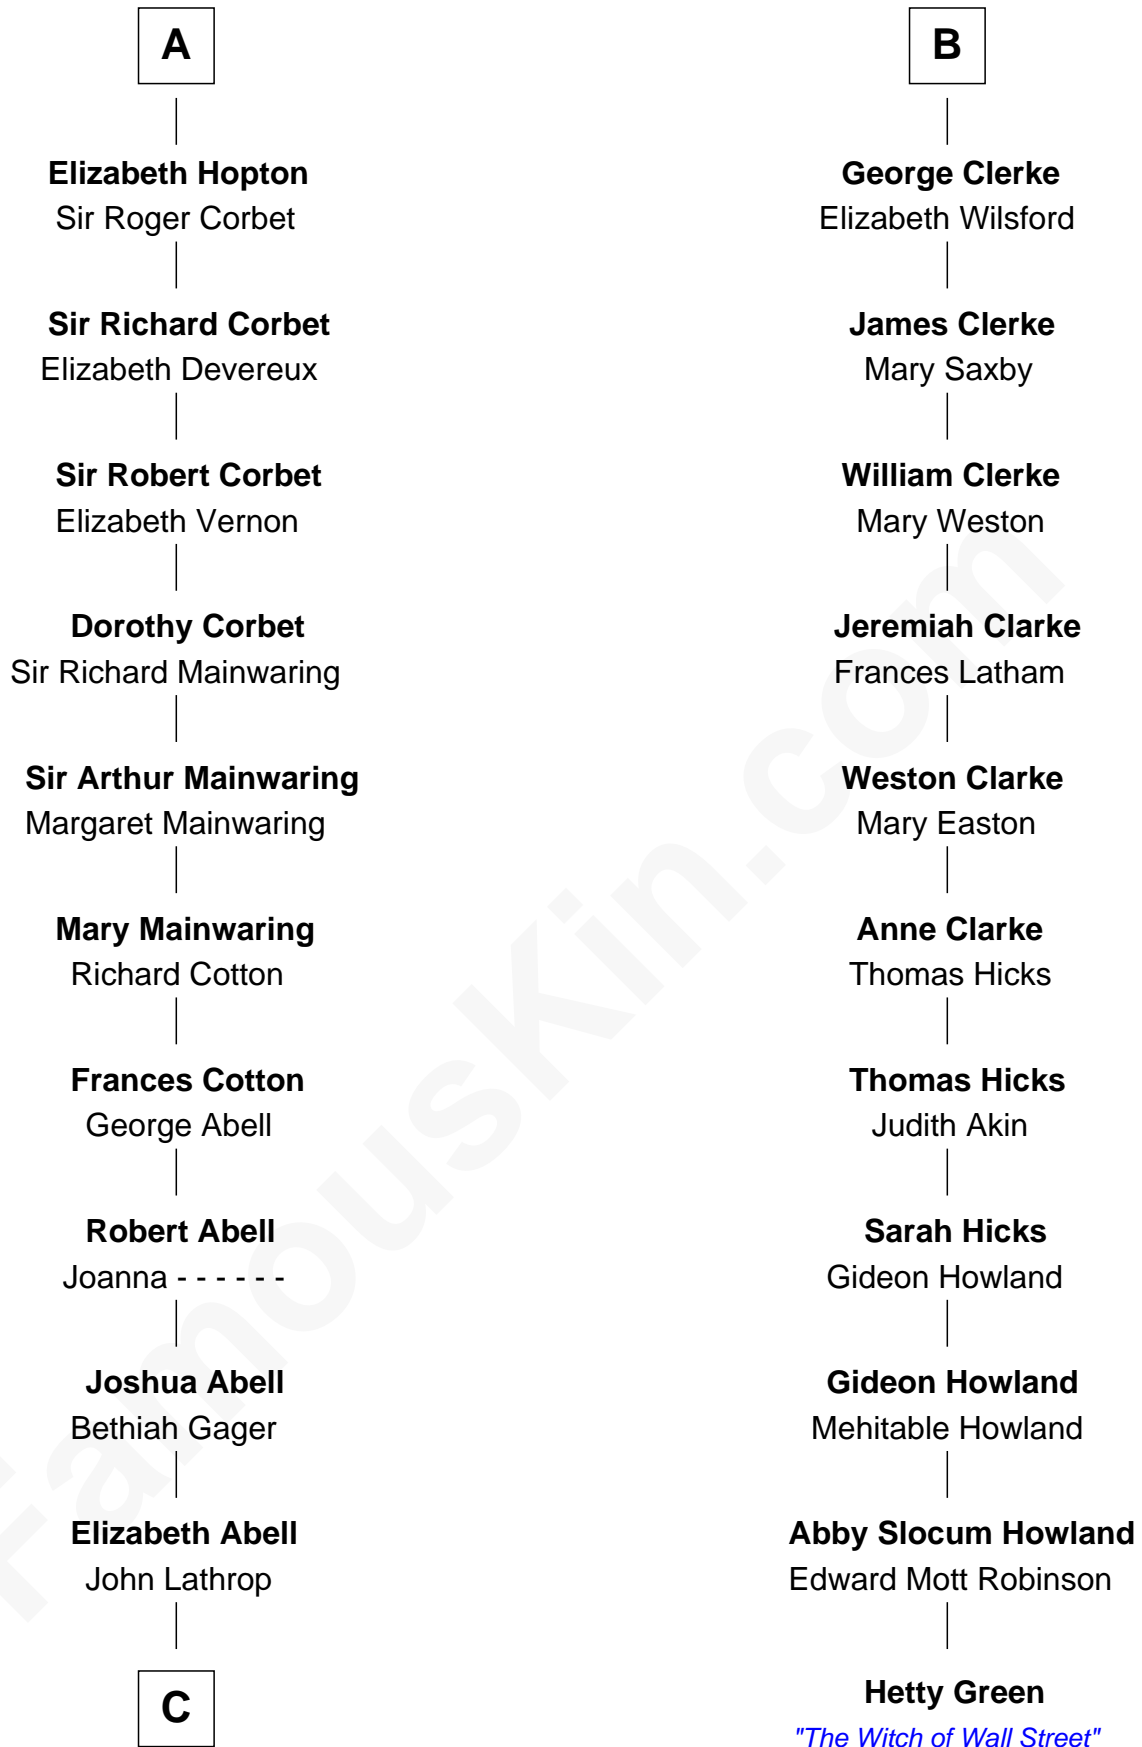 A
Elizabeth Hopton
Sir Roger Corbet
Sir Richard Corbet
Elizabeth Devereux
Sir Robert Corbet
Elizabeth Vernon
Dorothy Corbet
Sir Richard Mainwaring
Sir Arthur Mainwaring
Margaret Mainwaring
Mary Mainwaring
Richard Cotton
Frances Cotton
George Abell
Robert Abell
Joanna - - - - - -
Joshua Abell
Bethiah Gager
Elizabeth Abell
John Lathrop
C
B
George Clerke
Elizabeth Wilsford
James Clerke
Mary Saxby
William Clerke
Mary Weston
Jeremiah Clarke
Frances Latham
Weston Clarke
Mary Easton
Anne Clarke
Thomas Hicks
Thomas Hicks
Judith Akin
Sarah Hicks
Gideon Howland
Gideon Howland
Mehitable Howland
Abby Slocum Howland
Edward Mott Robinson
Hetty Green
"The Witch of Wall Street"
FamousKin.com